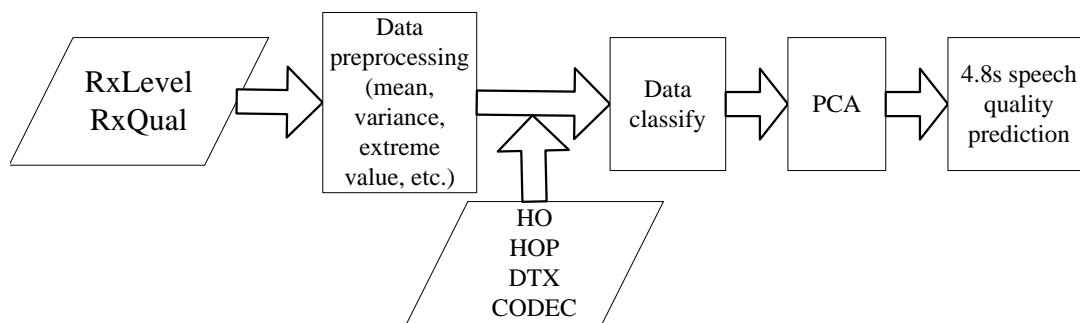 RxLevel
RxQual
Data
preprocessing
(mean,
variance,
extreme
value, etc.)
HO
HOP
DTX
CODEC
Data
classify
PCA
4.8s speech
quality
prediction